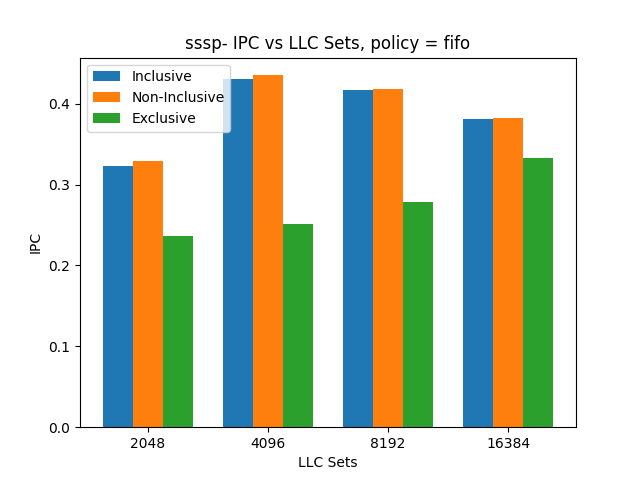 sssp- IPC vs LLC Sets, policy = fifo
Inclusive
Non-Inclusive
Exclusive
0.4
0.3
0.2
0.1
0.0
IPC
2048
4096
8192
16384
LLC Sets